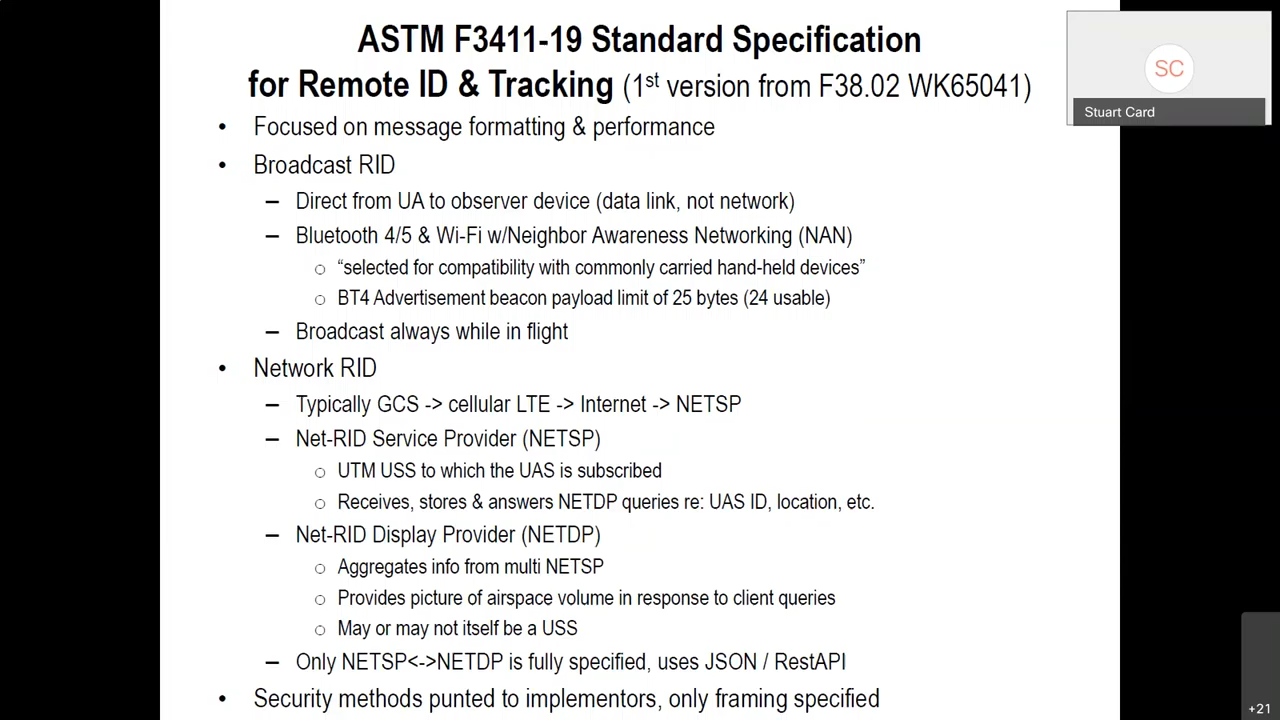 ASTM F3411-19 Standard Specification
for Remote ID & Tracking (1st version from F38.02 WK65041)
• Focused on message formatting & performance
• Broadcast RID
– Direct from UA to observer device (data link, not network)
– Bluetooth 4/5 & Wi-Fi w/Neighbor Awareness Networking (NAN)
○ “selected for compatibility with commonly carried hand-held devices”
○ BT4 Advertisement beacon payload limit of 25 bytes (24 usable)
– Broadcast always while in flight
• Network RID
– Typically GCS -> cellular LTE -> Internet -> NETSP
– Net-RID Service Provider (NETSP)
○ UTM USS to which the UAS is subscribed
○ Receives, stores & answers NETDP queries re: UAS ID, location, etc.
– Net-RID Display Provider (NETDP)
○ Aggregates info from multi NETSP
○ Provides picture of airspace volume in response to client queries
○ May or may not itself be a USS
– Only NETSP<->NETDP is fully specified, uses JSON / RestAPI
• Security methods punted to implementors, only framing specified
SC
Stuart Card
+21